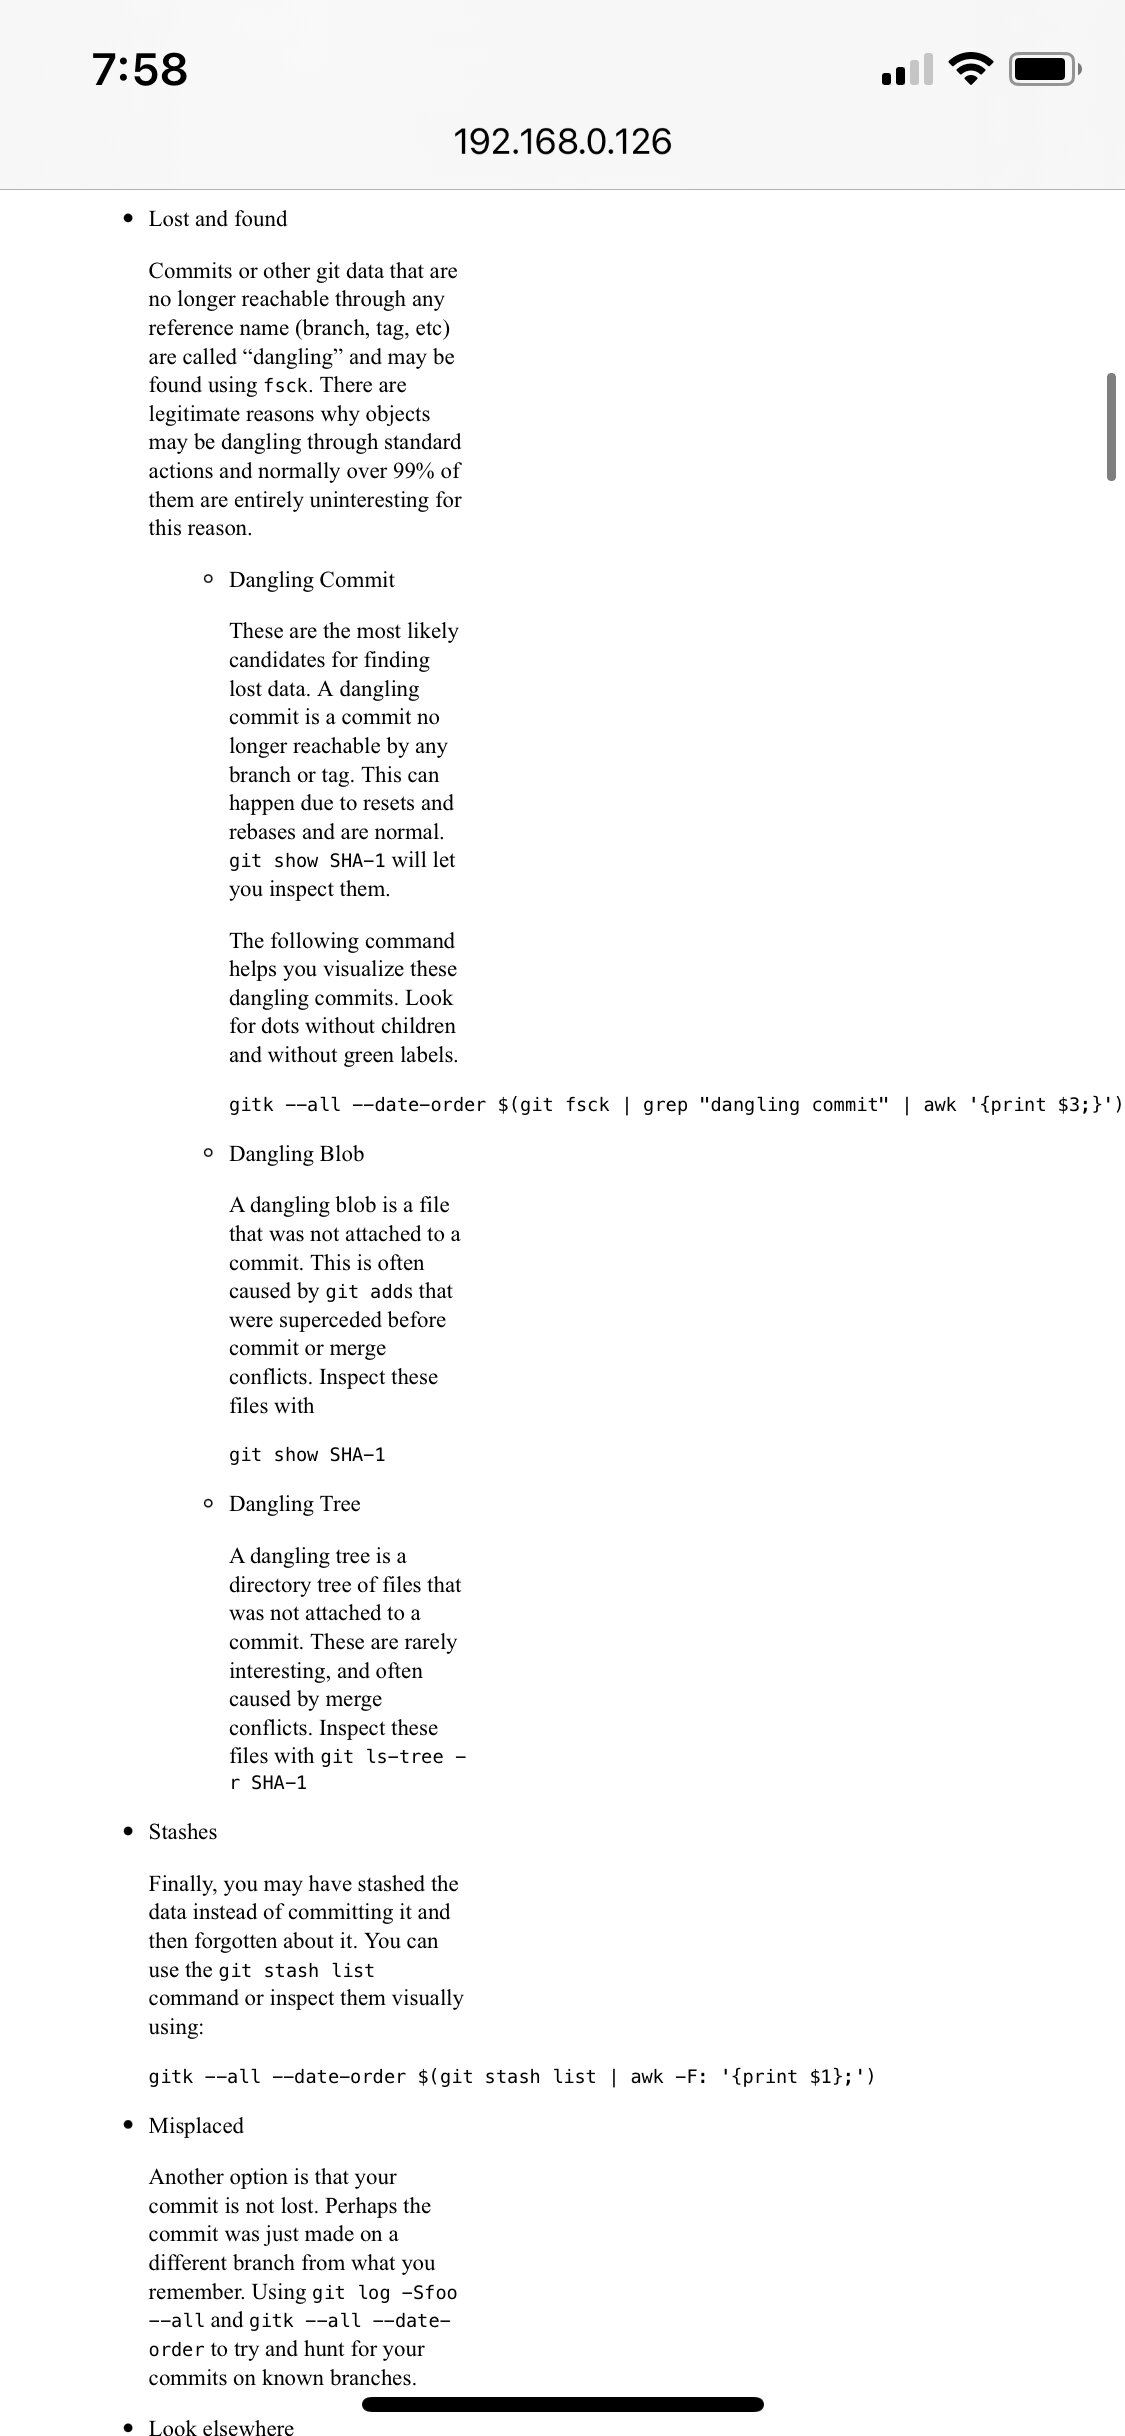 7:58
192.168.0.126
• Lost and found
Commits or other git data that are
no longer reachable through any
reference name (branch, tag, etc)
are called “dangling” and may be
found using fsck. There are
legitimate reasons why objects
may be dangling through standard
actions and normally over 99% of
them are entirely uninteresting for
this reason.
◦ Dangling Commit
These are the most likely
candidates for finding
lost data. A dangling
commit is a commit no
longer reachable by any
branch or tag. This can
happen due to resets and
rebases and are normal.
git show SHA-1 will let
you inspect them.
The following command
helps you visualize these
dangling commits. Look
for dots without children
and without green labels.
gitk --all --date-order $(git fsck | grep "dangling commit" | awk '{print $3;}')
◦ Dangling Blob
A dangling blob is a file
that was not attached to a
commit. This is often
caused by git adds that
were superceded before
commit or merge
conflicts. Inspect these
files with
git show SHA-1
◦ Dangling Tree
A dangling tree is a
directory tree of files that
was not attached to a
commit. These are rarely
interesting, and often
caused by merge
conflicts. Inspect these
files with git ls-tree -
r SHA-1
• Stashes
Finally, you may have stashed the
data instead of committing it and
then forgotten about it. You can
use the git stash list
command or inspect them visually
using:
gitk --all --date-order $(git stash list | awk -F: '{print $1};')
• Misplaced
Another option is that your
commit is not lost. Perhaps the
commit was just made on a
different branch from what you
remember. Using git log -Sfoo
--all and gitk --all --date-
order to try and hunt for your
commits on known branches.
• Look elsewhere